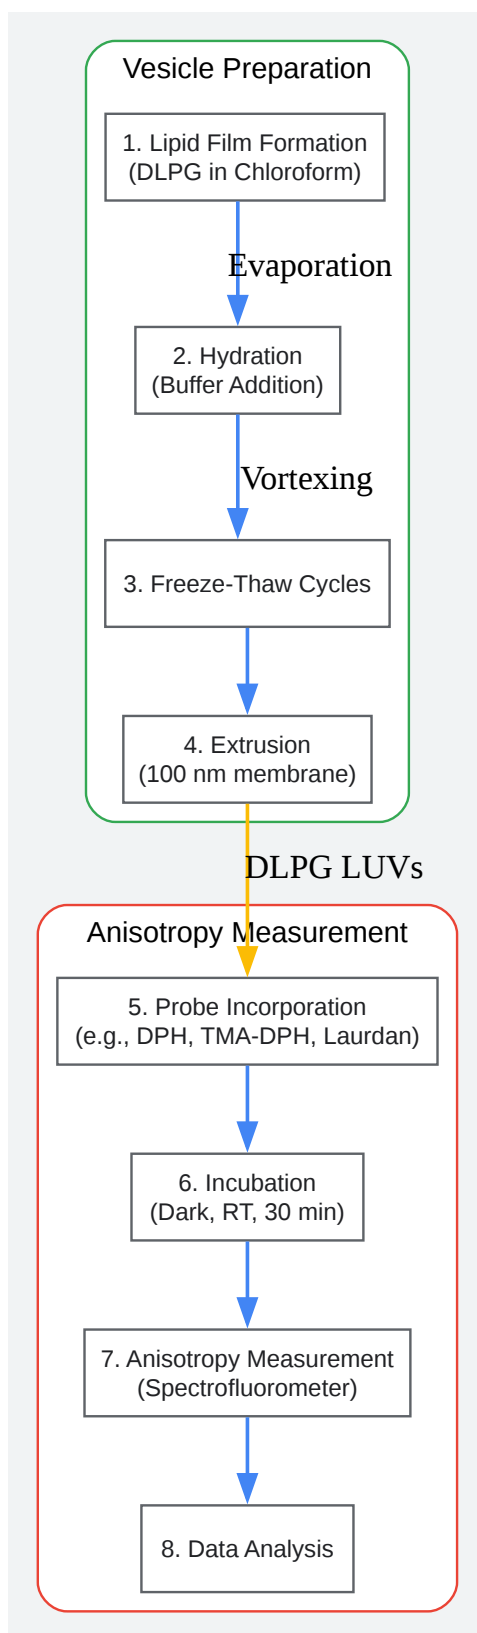 Vesicle Preparation
1. Lipid Film Formation
(DLPG in Chloroform)
Evaporation
2. Hydration
(Buffer Addition)
Vortexing
3. Freeze-Thaw Cycles
4. Extrusion
(100 nm membrane)
DLPG LUVs
Anisotropy Measurement
5. Probe Incorporation
(e.g., DPH, TMA-DPH, Laurdan)
6. Incubation
(Dark, RT, 30 min)
7. Anisotropy Measurement
(Spectrofluorometer)
8. Data Analysis